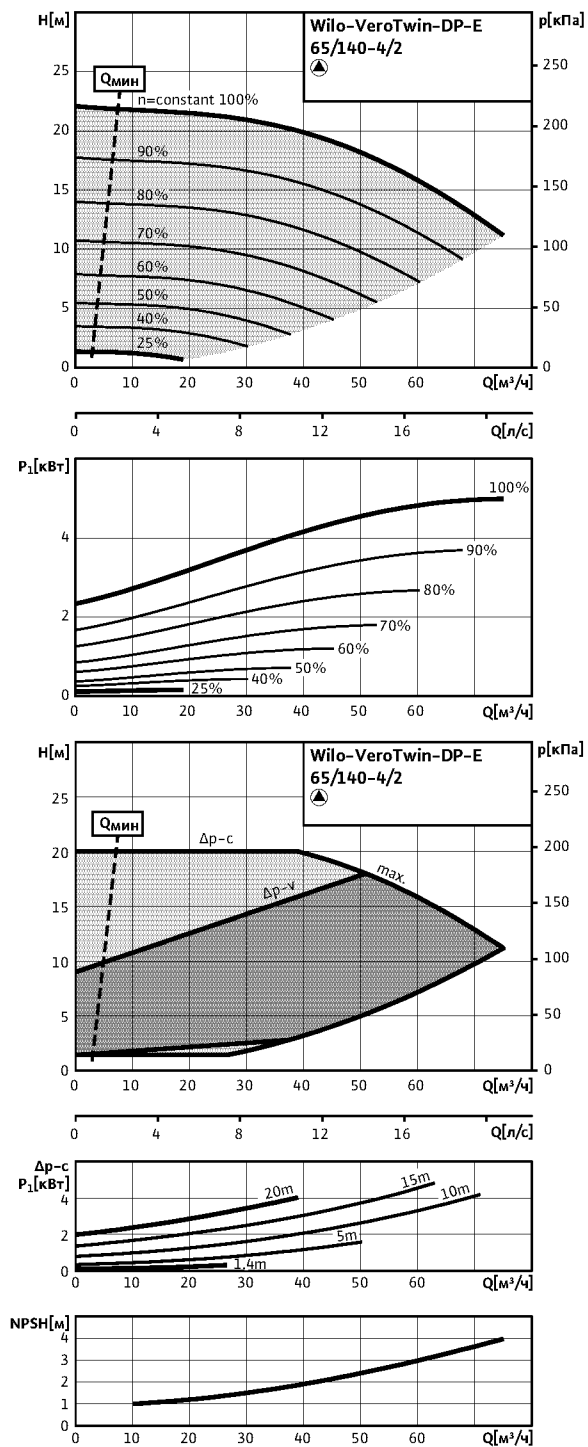 H[м]
Wilo-VeroTwin-DP-E
65/140-4/2
p[кПа]
25
20
15
10
5
0
Qмин
n=constant 100%
90%
80%
70%
60%
50%
40%
25%
250
200
150
100
50
0
0 10 20 30 40 50 60 Q[м³/ч]
0 4 8 12 16 Q[л/с]
P₁[кВт]
4
2
0
100%
90%
80%
70%
60%
50%
40%
25%
0 10 20 30 40 50 60 Q[м³/ч]
H[м]
Wilo-VeroTwin-DP-E
65/140-4/2
p[кПа]
25
20
15
10
5
0
Qмин
Δp-c
Δp-v
max.
250
200
150
100
50
0
0 10 20 30 40 50 60 Q[м³/ч]
0 4 8 12 16 Q[л/с]
Δp-c
P₁[кВт]
4
2
0
20m
15m
10m
5m
1.4m
0 10 20 30 40 50 60 Q[м³/ч]
NPSH[м]
4
3
2
1
0
0 10 20 30 40 50 60 Q[м³/ч]